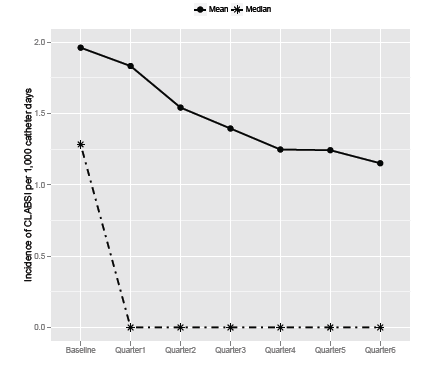 Mean Median
Incidence of CLABSI per 1,000 catheter days
2.0
1.5
1.0
0.5
0.0
Baseline Quarter1 Quarter2 Quarter3 Quarter4 Quarter5 Quarter6